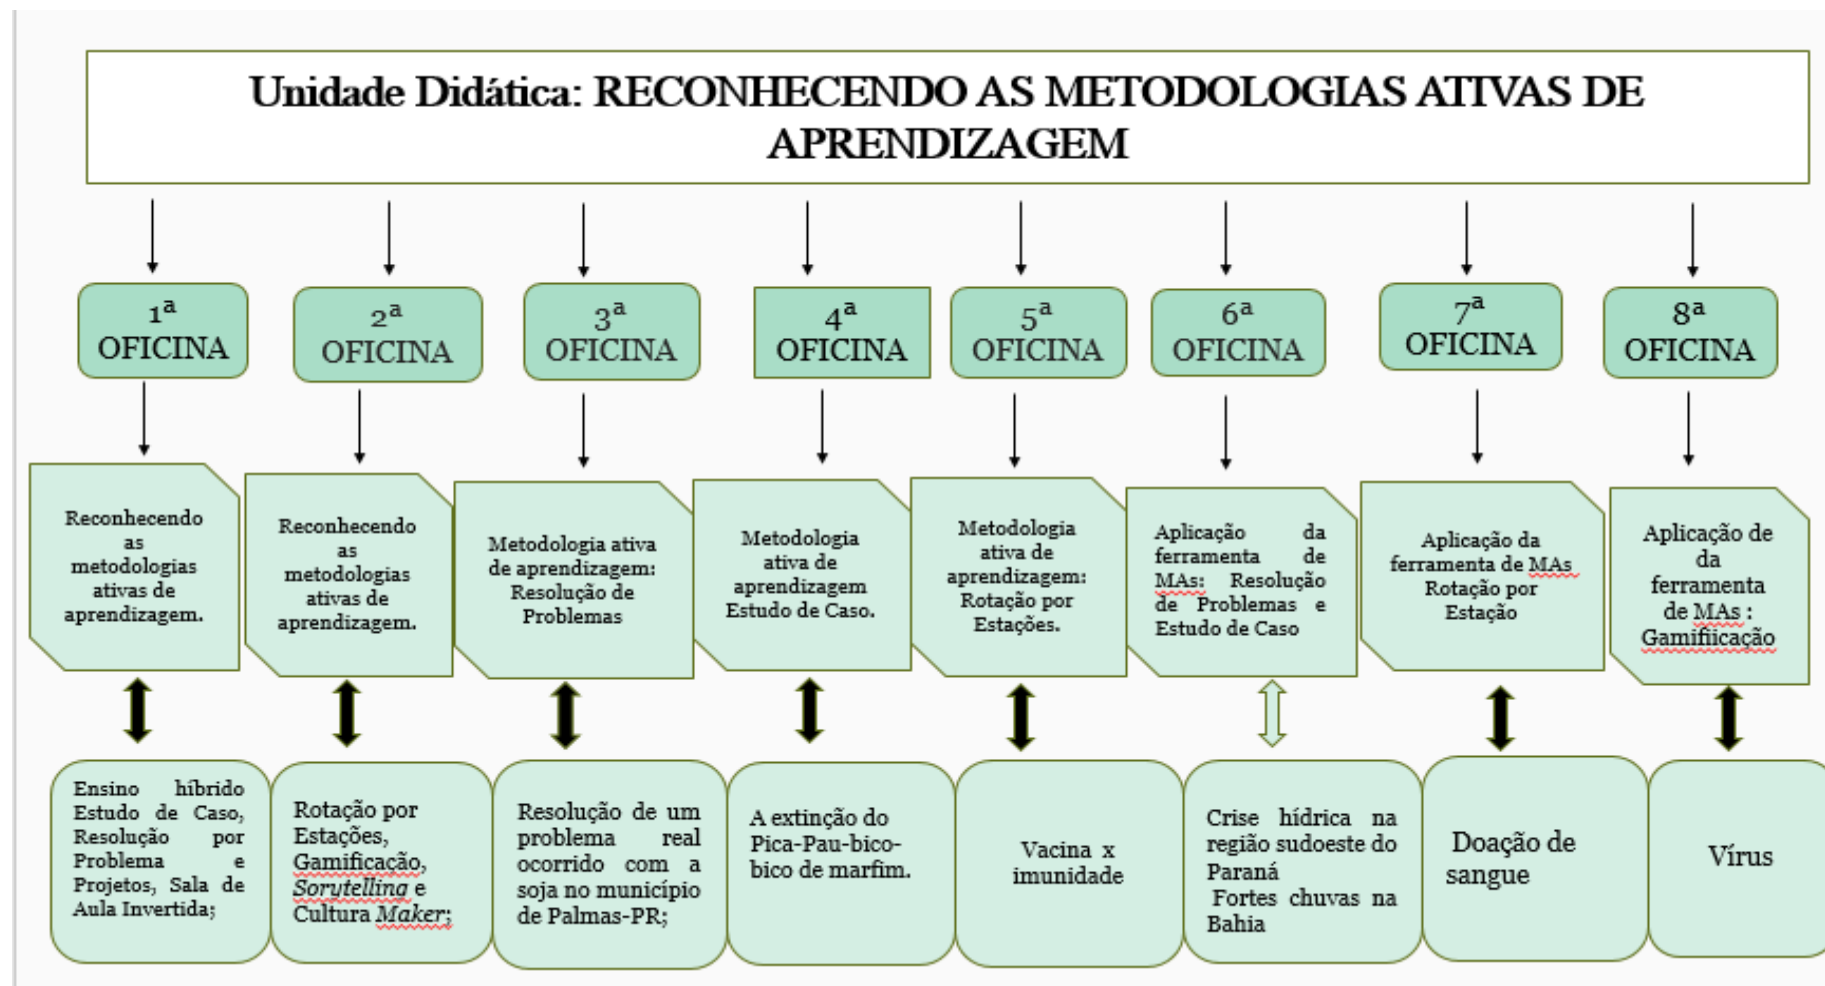 Unidade Didática: RECONHECENDO AS METODOLOGIAS ATIVAS DE
APRENDIZAGEM
1ª
OFICINA
2ª
OFICINA
3ª
OFICINA
4ª
OFICINA
5ª
OFICINA
6ª
OFICINA
7ª
OFICINA
8ª
OFICINA
Reconhecendo
as
metodologias
ativas de
aprendizagem.
Reconhecendo
as
metodologias
ativas de
aprendizagem.
Metodologia ativa
de aprendizagem:
Resolução de
Problemas
Metodologia
ativa de
aprendizagem
Estudo de Caso.
Metodologia
ativa de
aprendizagem:
Rotação por
Estações.
Aplicação da
ferramenta de
MAs: Resolução
de Problemas e
Estudo de Caso
Aplicação da
ferramenta de MAs
Rotação por
Estação
Aplicação de
da
ferramenta
de MAs :
Gamifiicação
Ensino híbrido
Estudo de Caso,
Resolução por
Problema e
Projetos, Sala de
Aula Invertida;
Rotação por
Estações,
Gamificação,
Sorytelling e
Cultura Maker;
Resolução de um
problema real
ocorrido com a
soja no município
de Palmas-PR;
A extinção do
Pica-Pau-bico-
bico de marfim.
Vacina x
imunidade
Crise hídrica na
região sudoeste do
Paraná
Fortes chuvas na
Bahia
Doação de
sangue
Vírus